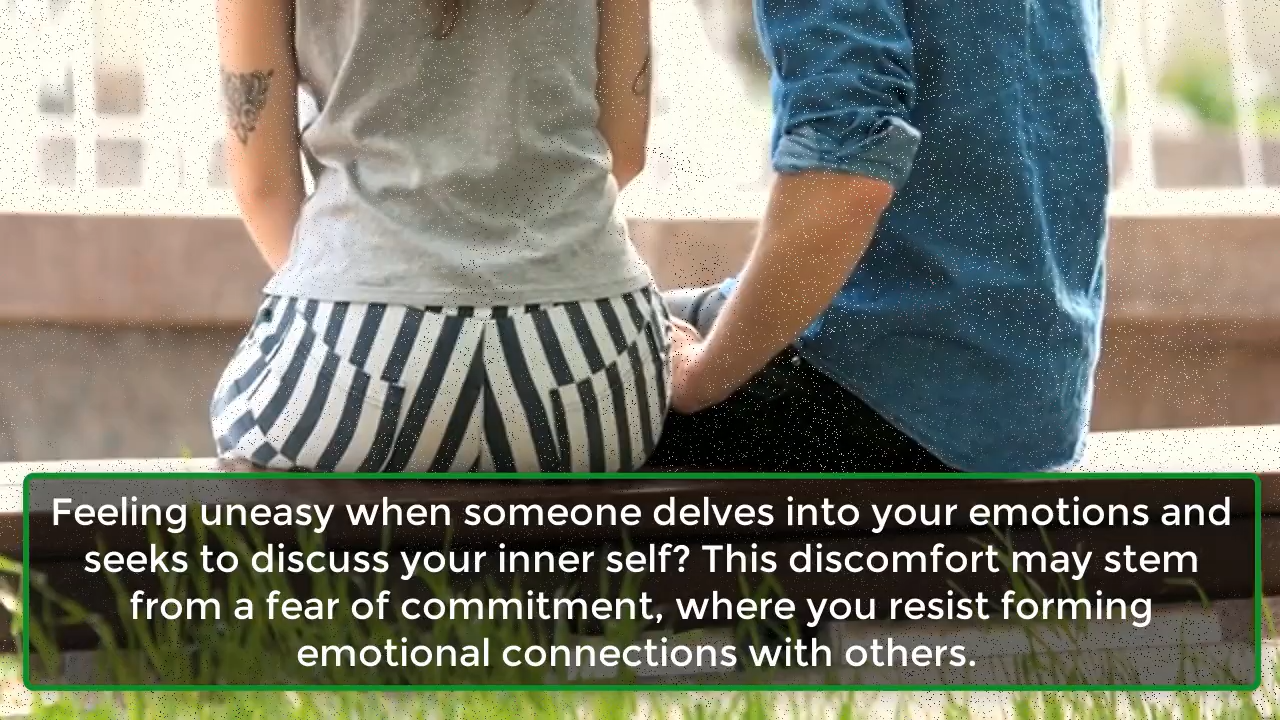 Feeling uneasy when someone delves into your emotions and
seeks to discuss your inner self? This discomfort may stem
from a fear of commitment, where you resist forming
emotional connections with others.